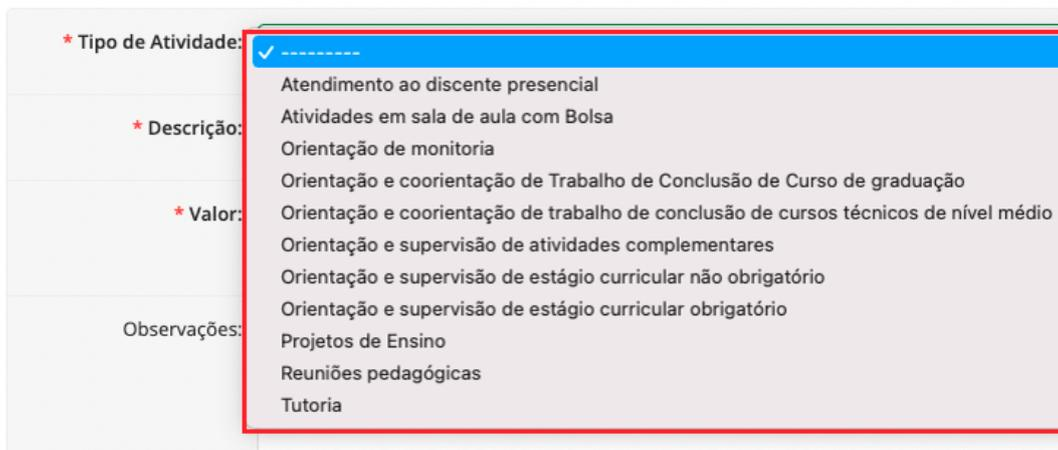 * Tipo de Atividade:
✓ ---------
Atendimento ao discente presencial
Atividades em sala de aula com Bolsa
* Descrição:
Orientação de monitoria
Orientação e coorientação de Trabalho de Conclusão de Curso de graduação
* Valor:
Orientação e coorientação de trabalho de conclusão de cursos técnicos de nível médio
Orientação e supervisão de atividades complementares
Orientação e supervisão de estágio curricular não obrigatório
Orientação e supervisão de estágio curricular obrigatório
Observações:
Projetos de Ensino
Reuniões pedagógicas
Tutoria